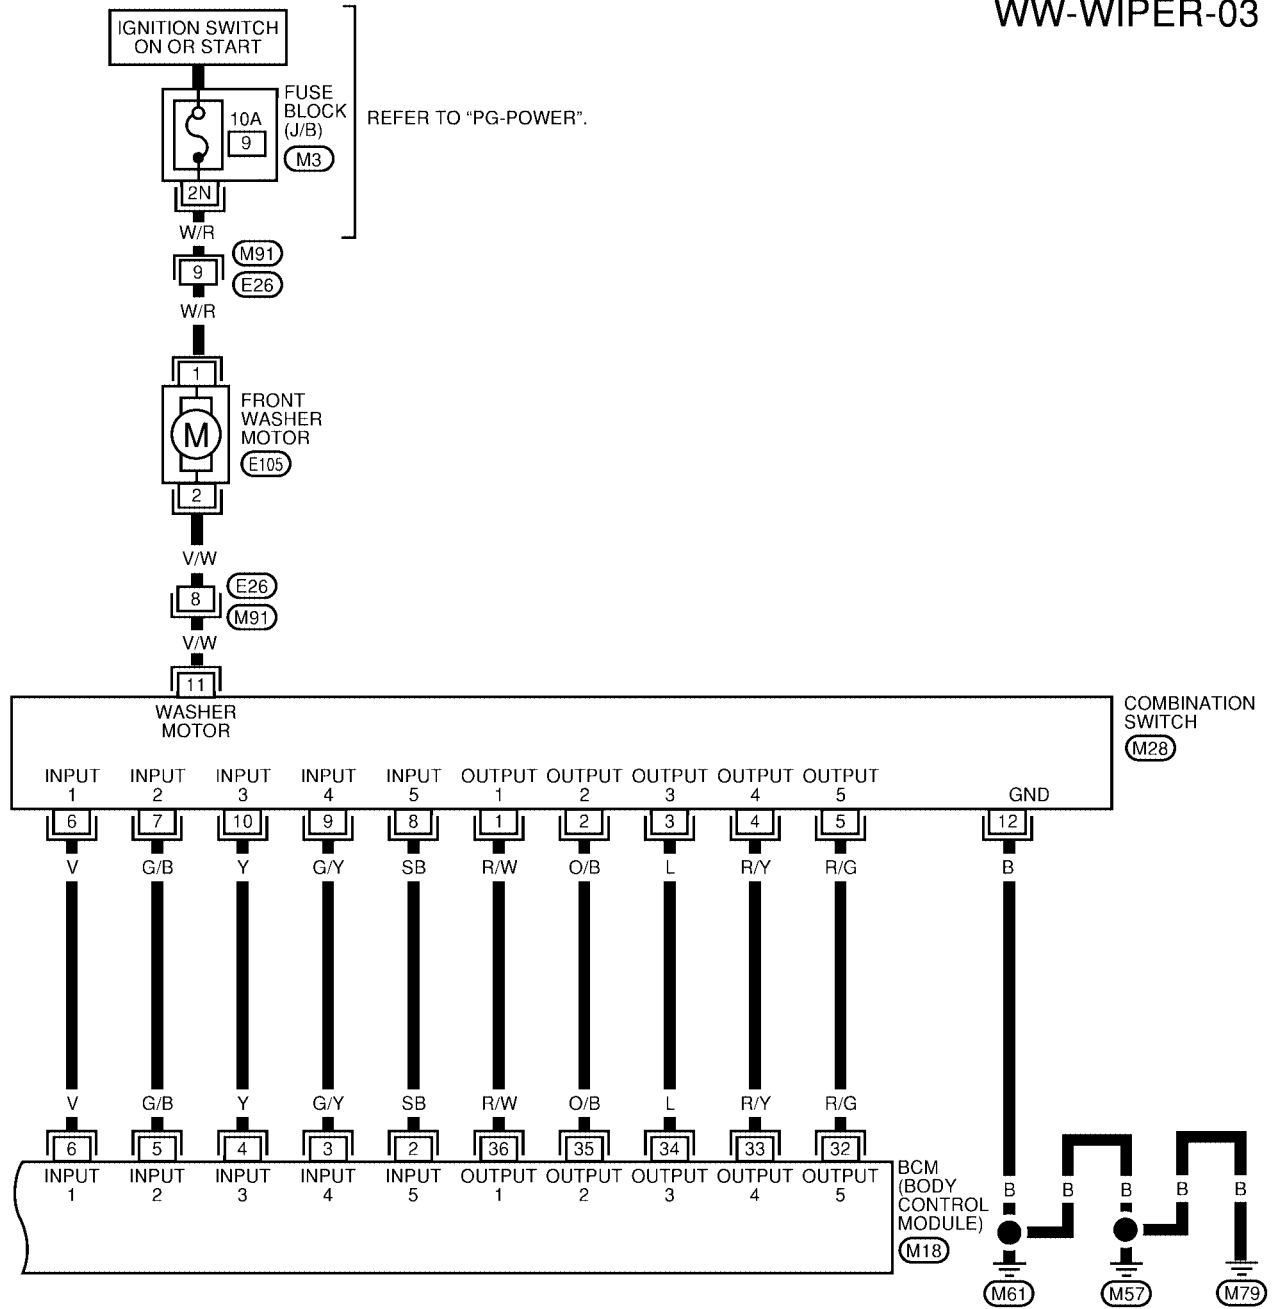 WW-WIPER-03
IGNITION SWITCH
ON OR START
FUSE
BLOCK
(J/B)
M3
10A
9
REFER TO “PG-POWER”.
2N
W/R
9
M91
E26
W/R
1
FRONT
WASHER
MOTOR
E105
M
2
V/W
8
E26
M91
V/W
11
WASHER
MOTOR
COMBINATION
SWITCH
M28
INPUT INPUT INPUT INPUT INPUT OUTPUT OUTPUT OUTPUT OUTPUT OUTPUT
1 2 3 4 5 1 2 3 4 5 GND
6 7 10 9 8 1 2 3 4 5 12
V G/B Y G/Y SB R/W O/B L R/Y R/G B
V G/B Y G/Y SB R/W O/B L R/Y R/G
6 5 4 3 2 36 35 34 33 32
INPUT INPUT INPUT INPUT INPUT OUTPUT OUTPUT OUTPUT OUTPUT OUTPUT
1 2 3 4 5 1 2 3 4 5
BCM
(BODY
CONTROL
MODULE)
M18
B B B B B
M61 M57 M79